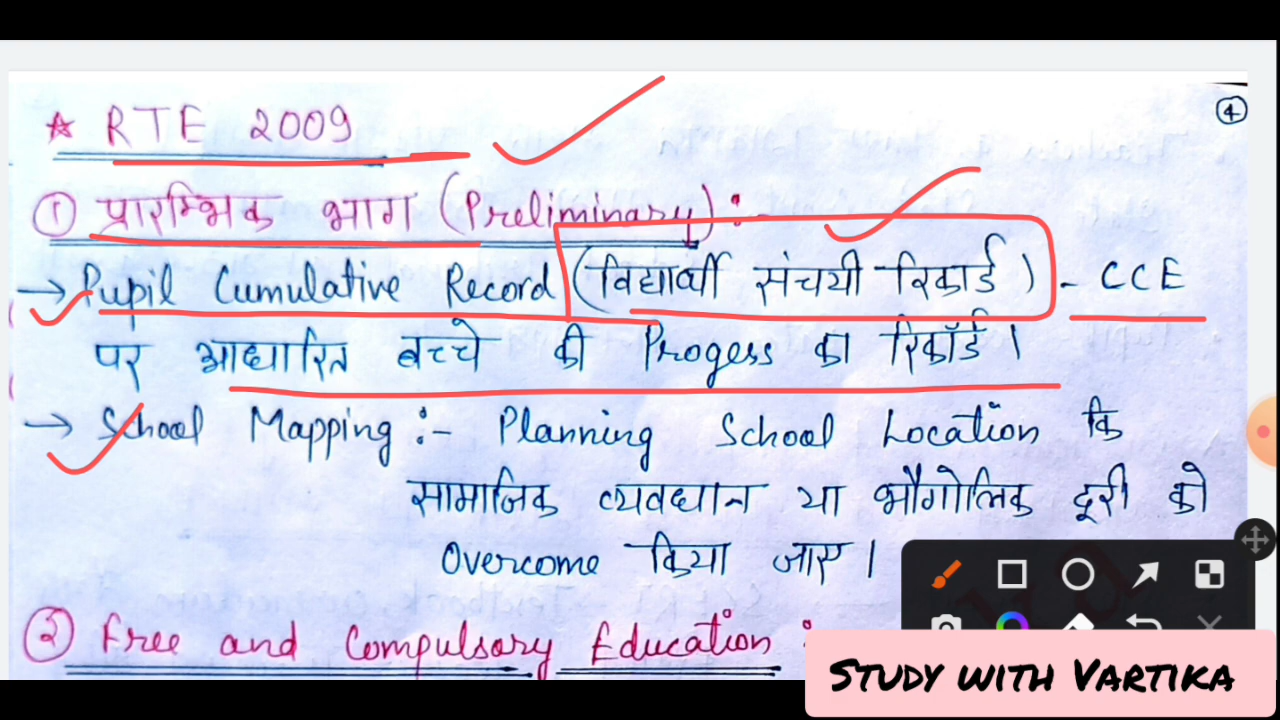 ④
☆ RTE 2009
① प्रारम्भिक भाग (Preliminary) :-
→ Pupil Cumulative Record (विद्यार्थी संचयी रिकार्ड) - CCE
पर आधारित बच्चे की Progess का रिकॉर्ड।
→ School Mapping :- Planning School Location कि
सामाजिक व्यवधान या भौगोलिक दूरी को
Overcome किया जाए।
② Free and Compulsory Education :
STUDY WITH VARTIKA